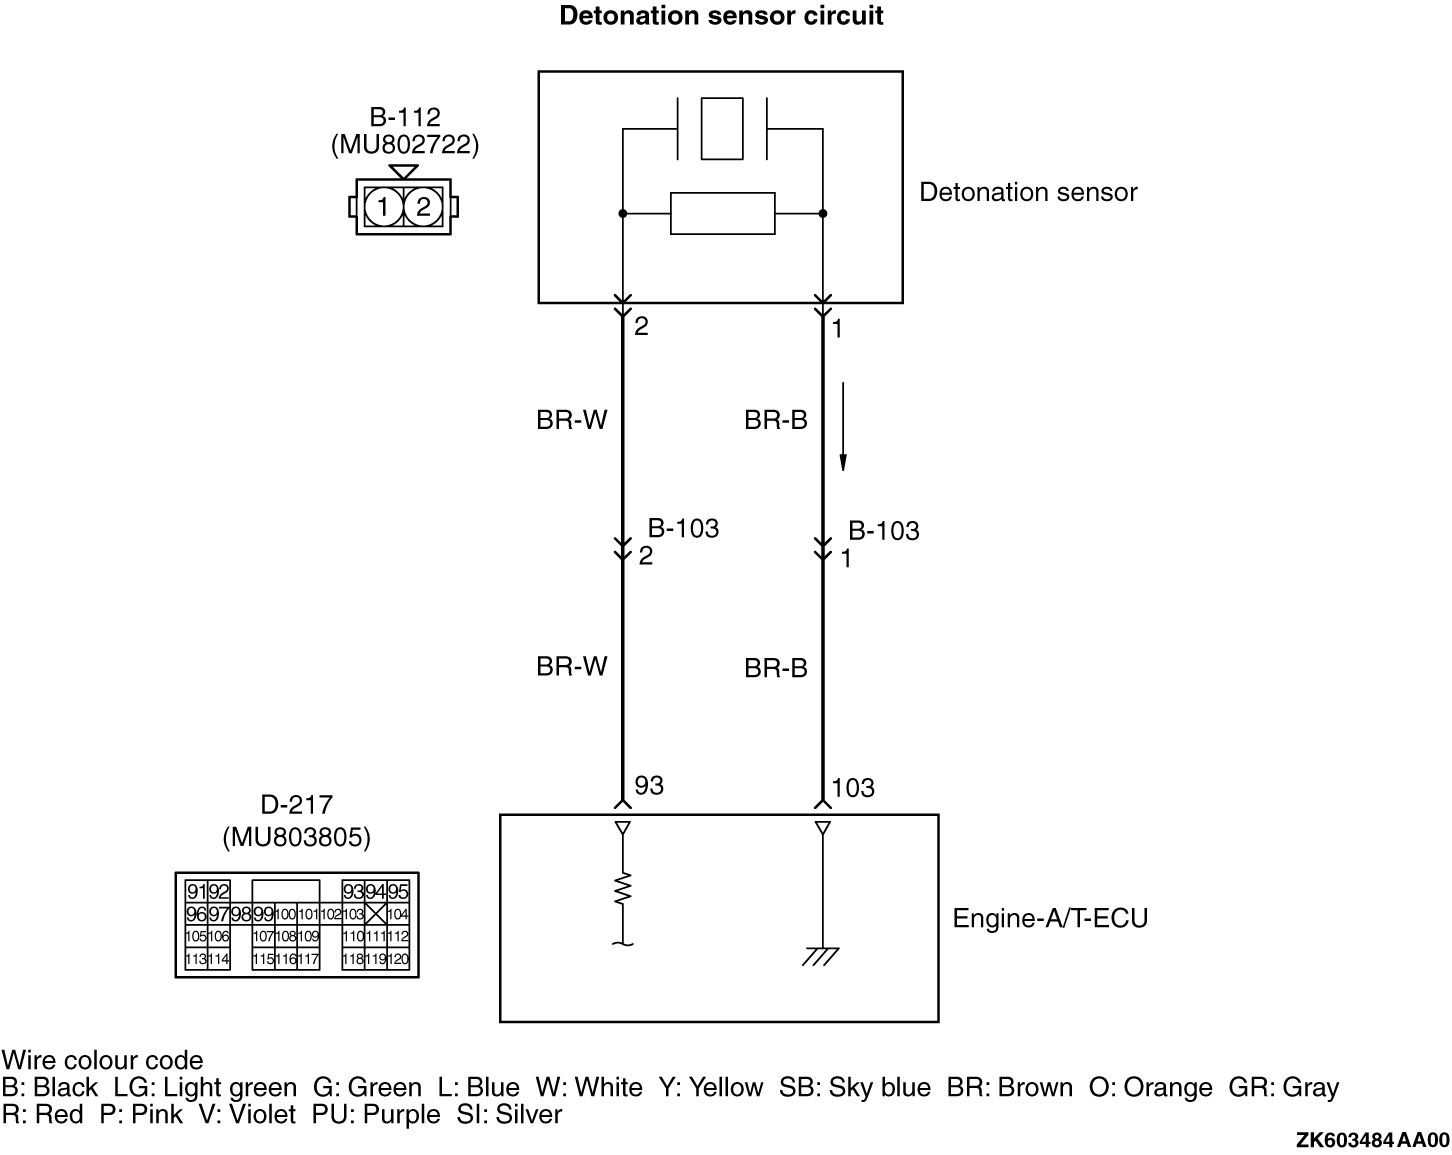 Detonation sensor circuit
B-112
(MU802722)
1 2
Detonation sensor
2 1
BR-W BR-B
B-103 B-103
2 1
BR-W BR-B
93 103
D-217
(MU803805)
91 92 93 94 95
96 97 98 99 100 101 102 103 104
105 106 107 108 109 110 111 112
113 114 115 116 117 118 119 120
Engine-A/T-ECU
Wire colour code
B: Black LG: Light green G: Green L: Blue W: White Y: Yellow SB: Sky blue BR: Brown O: Orange GR: Gray
R: Red P: Pink V: Violet PU: Purple SI: Silver
ZK603484AA00